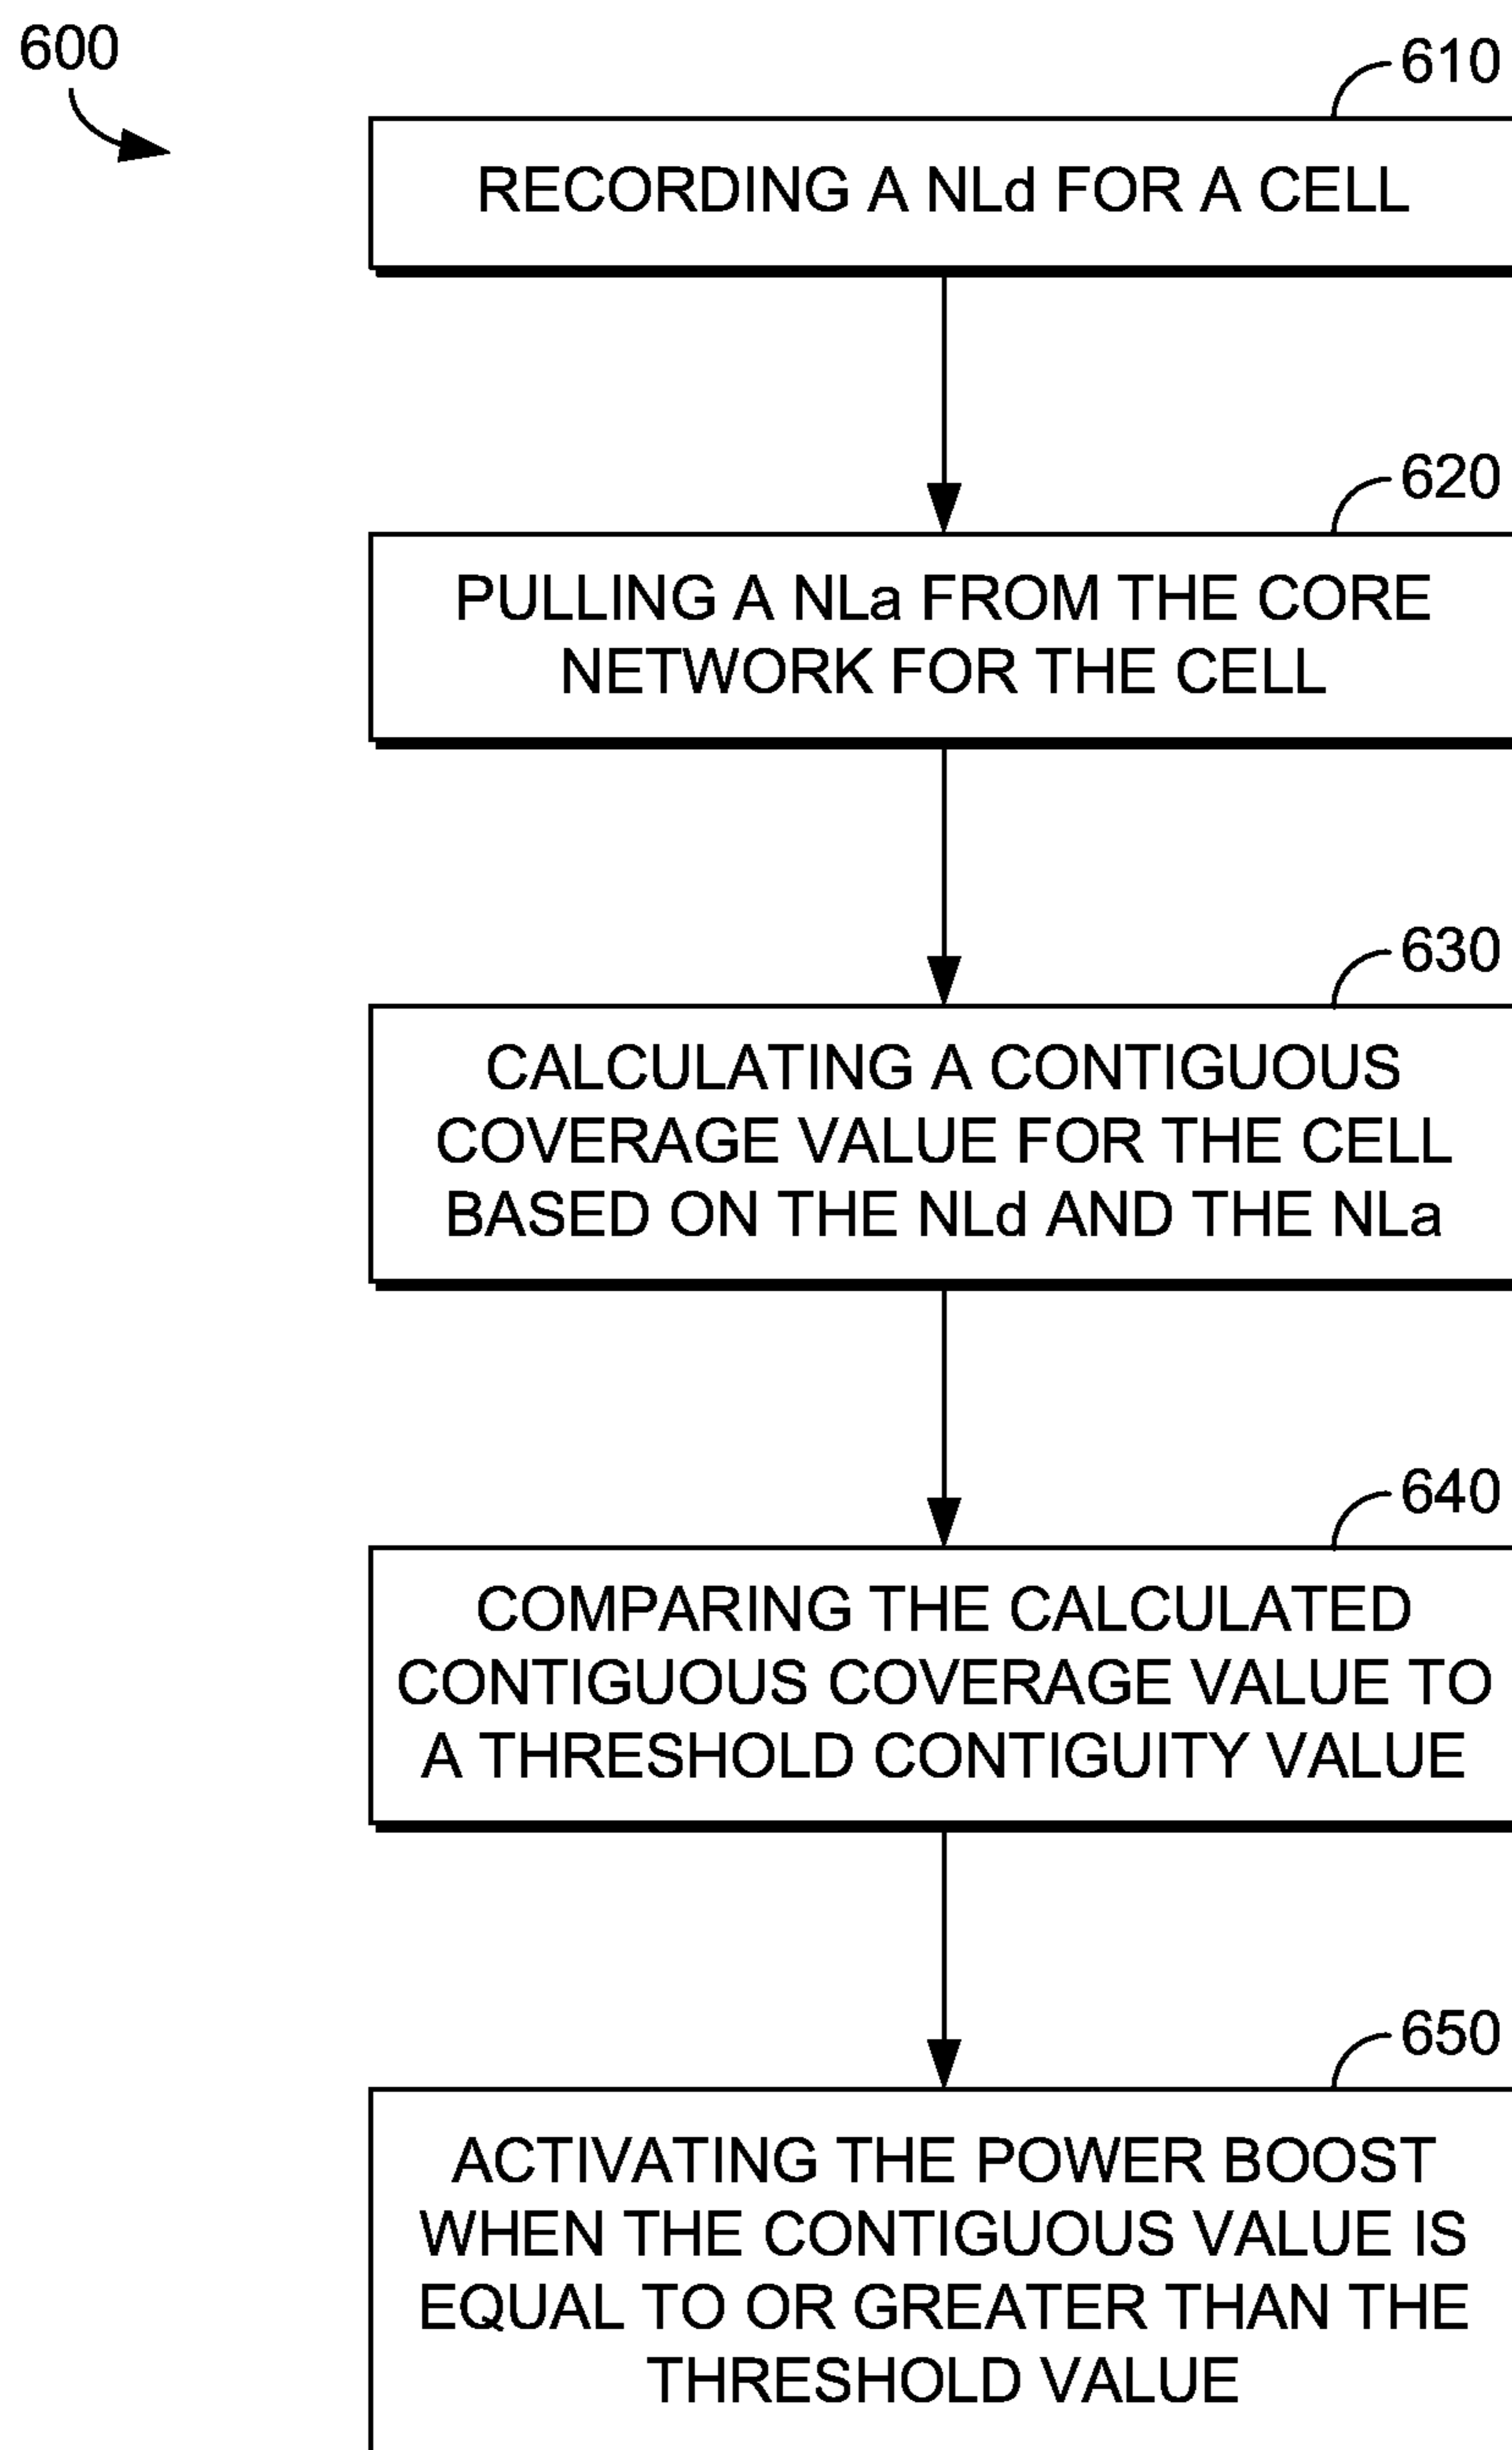 600
610
RECORDING A NLd FOR A CELL
620
PULLING A NLa FROM THE CORE
NETWORK FOR THE CELL
630
CALCULATING A CONTIGUOUS
COVERAGE VALUE FOR THE CELL
BASED ON THE NLd AND THE NLa
640
COMPARING THE CALCULATED
CONTIGUOUS COVERAGE VALUE TO
A THRESHOLD CONTIGUITY VALUE
650
ACTIVATING THE POWER BOOST
WHEN THE CONTIGUOUS VALUE IS
EQUAL TO OR GREATER THAN THE
THRESHOLD VALUE